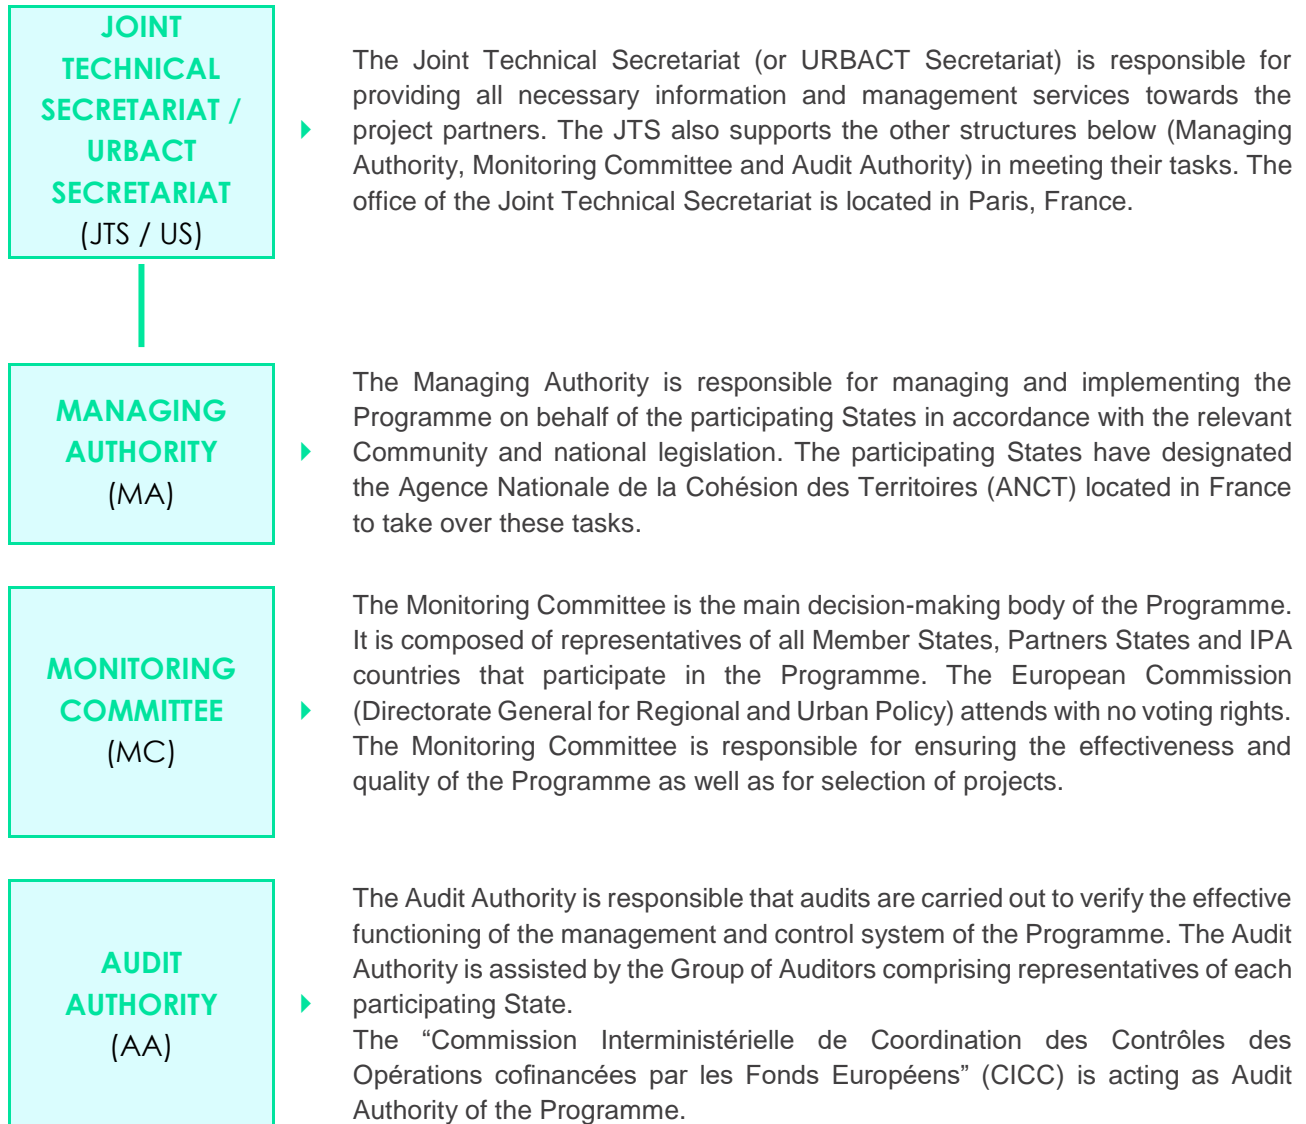 JOINT
TECHNICAL
SECRETARIAT /
URBACT
SECRETARIAT
(JTS / US)
The Joint Technical Secretariat (or URBACT Secretariat) is responsible for
providing all necessary information and management services towards the
project partners. The JTS also supports the other structures below (Managing
Authority, Monitoring Committee and Audit Authority) in meeting their tasks. The
office of the Joint Technical Secretariat is located in Paris, France.
MANAGING
AUTHORITY
(MA)
The Managing Authority is responsible for managing and implementing the
Programme on behalf of the participating States in accordance with the relevant
Community and national legislation. The participating States have designated
the Agence Nationale de la Cohésion des Territoires (ANCT) located in France
to take over these tasks.
MONITORING
COMMITTEE
(MC)
The Monitoring Committee is the main decision-making body of the Programme.
It is composed of representatives of all Member States, Partners States and IPA
countries that participate in the Programme. The European Commission
(Directorate General for Regional and Urban Policy) attends with no voting rights.
The Monitoring Committee is responsible for ensuring the effectiveness and
quality of the Programme as well as for selection of projects.
AUDIT
AUTHORITY
(AA)
The Audit Authority is responsible that audits are carried out to verify the effective
functioning of the management and control system of the Programme. The Audit
Authority is assisted by the Group of Auditors comprising representatives of each
participating State.
The “Commission Interministérielle de Coordination des Contrôles des
Opérations cofinancées par les Fonds Européens” (CICC) is acting as Audit
Authority of the Programme.